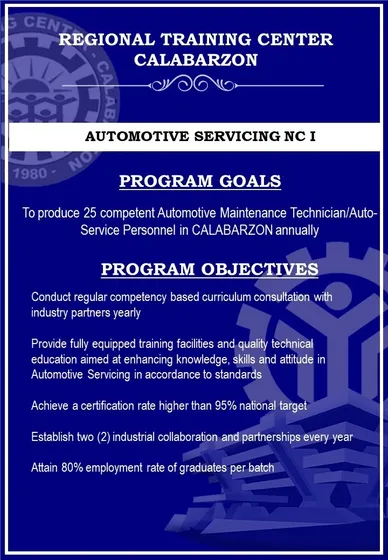 REGIONAL TRAINING CENTER
CALABARZON
AUTOMOTIVE SERVICING NC I
PROGRAM GOALS
To produce 25 competent Automotive Maintenance Technician/Auto-
Service Personnel in CALABARZON annually
PROGRAM OBJECTIVES
Conduct regular competency based curriculum consultation with
industry partners yearly
Provide fully equipped training facilities and quality technical
education aimed at enhancing knowledge, skills and attitude in
Automotive Servicing in accordance to standards
Achieve a certification rate higher than 95% national target
Establish two (2) industrial collaboration and partnerships every year
Attain 80% employment rate of graduates per batch
1980